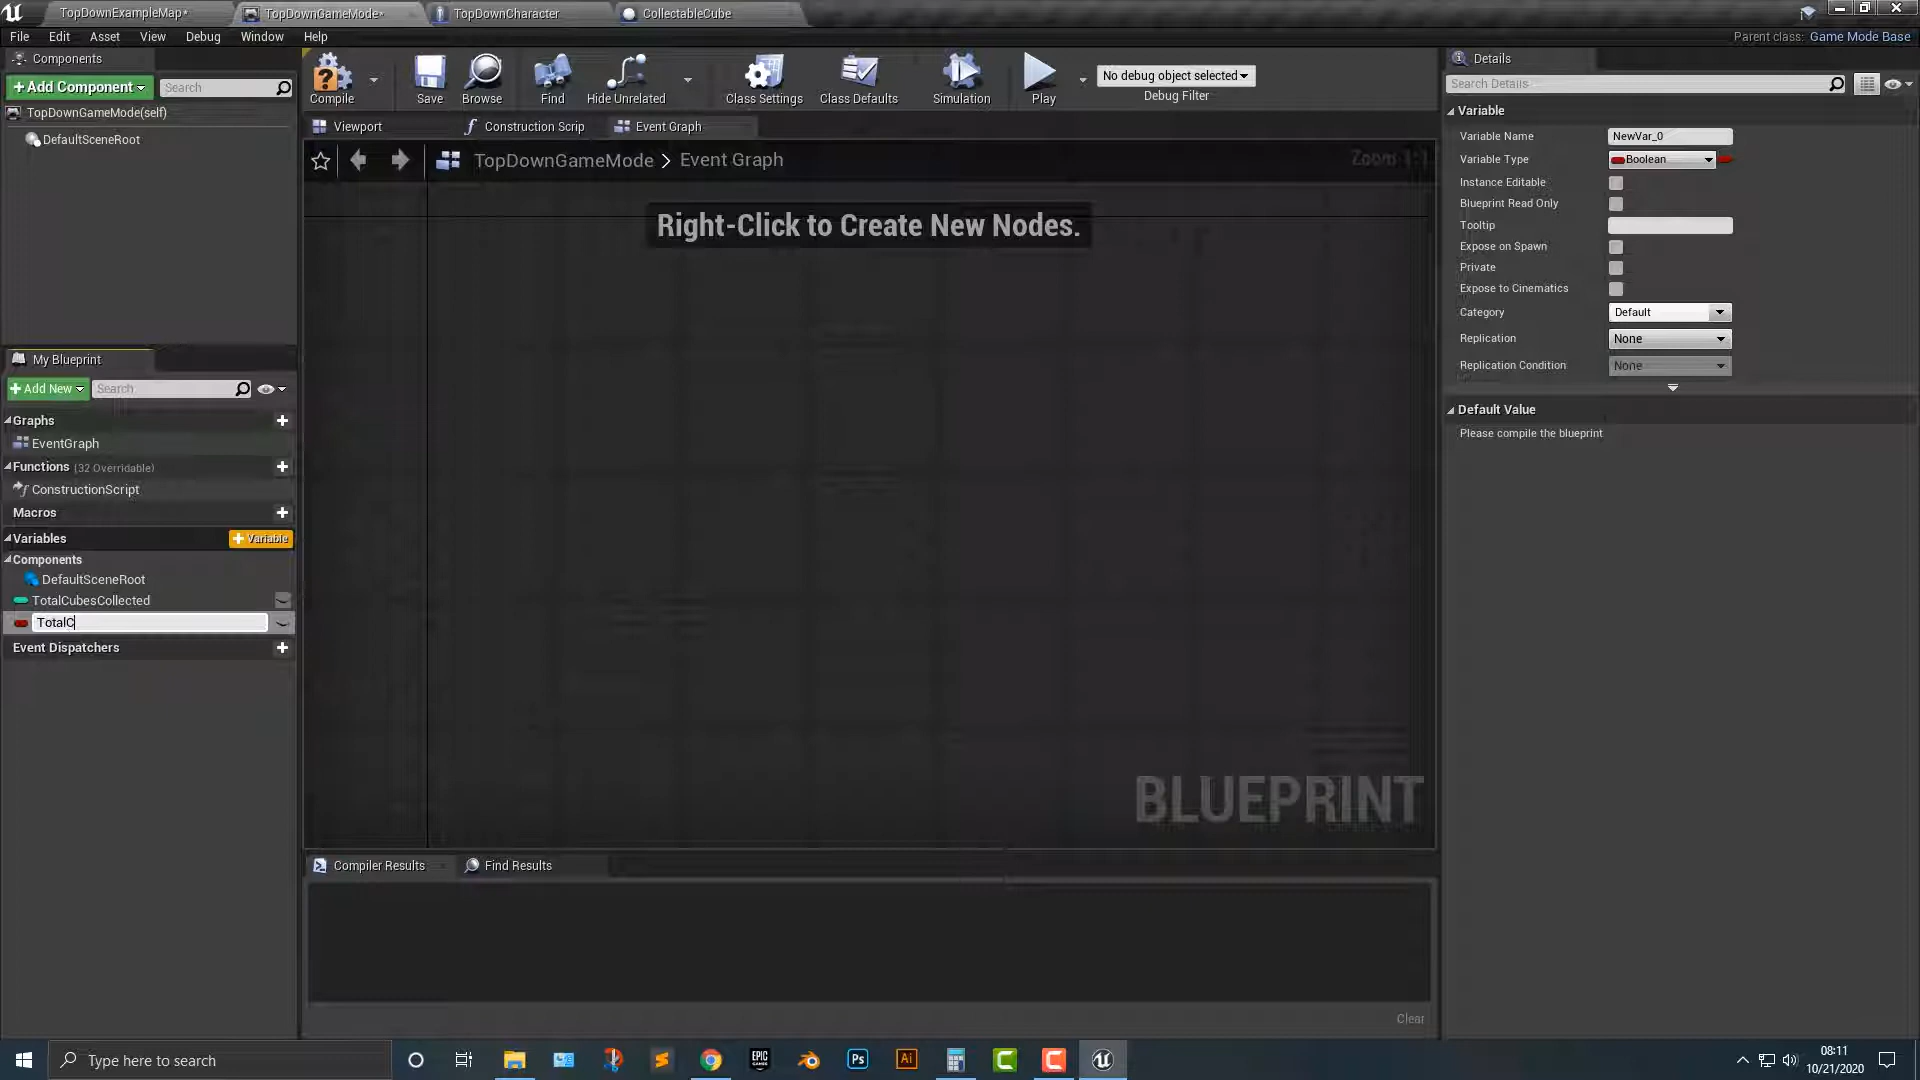 TopDownExampleMap*
TopDownGameMode*
TopDownCharacter
CollectableCube
File Edit Asset View Debug Window Help
Parent class: Game Mode Base
Components
+ Add Component
Search
TopDownGameMode(self)
DefaultSceneRoot
Compile
Save
Browse
Find
Hide Unrelated
Class Settings
Class Defaults
Simulation
Play
No debug object selected
Debug Filter
Viewport
Construction Scrip
Event Graph
TopDownGameMode > Event Graph
Zoom 1:1
Right-Click to Create New Nodes.
BLUEPRINT
My Blueprint
+ Add New
Search
Graphs
EventGraph
Functions (32 Overridable)
ConstructionScript
Macros
Variables
+ Variable
Components
DefaultSceneRoot
TotalCubesCollected
TotalC
Event Dispatchers
Compiler Results
Find Results
Clear
Details
Search Details
Variable
Variable Name NewVar_0
Variable Type Boolean
Instance Editable
Blueprint Read Only
Tooltip
Expose on Spawn
Private
Expose to Cinematics
Category Default
Replication None
Replication Condition None
Default Value
Please compile the blueprint
Type here to search
EPIC GAMES
Ps
Ai
08:11
10/21/2020